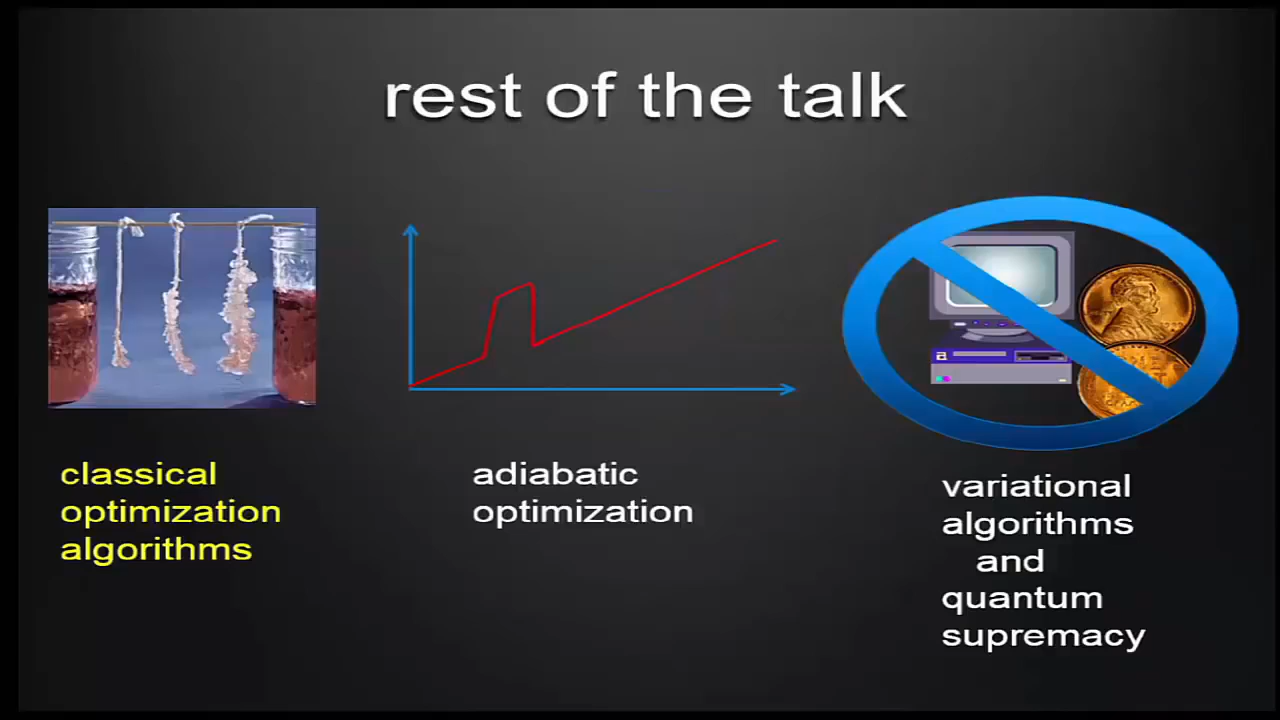 rest of the talk
classical
optimization
algorithms
adiabatic
optimization
variational
algorithms
and
quantum
supremacy